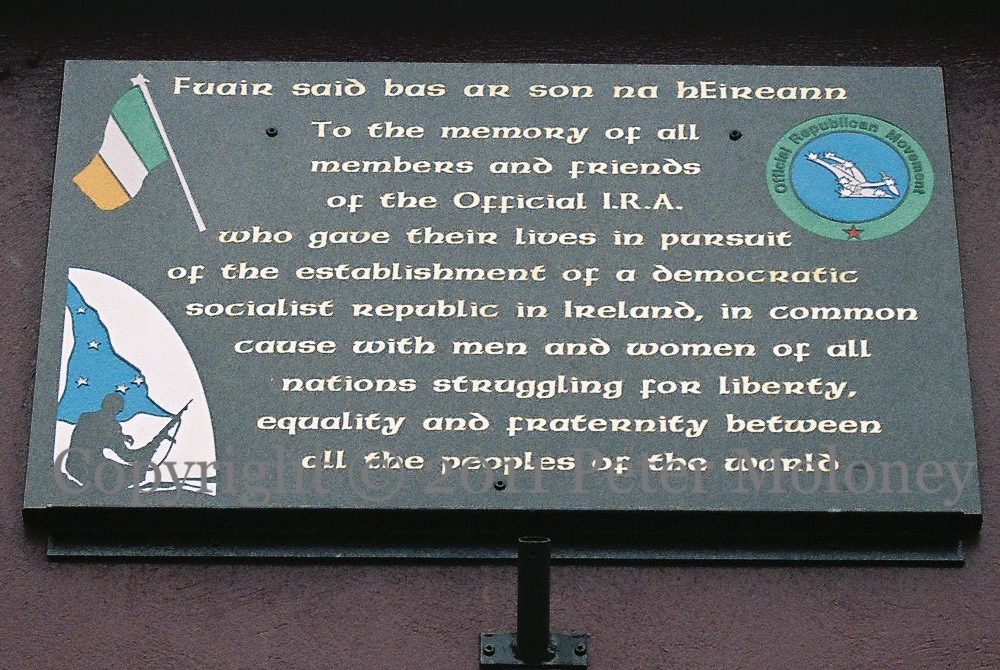 Fuair said bas ar son na hEireann
To the memory of all
members and friends
of the Official I.R.A.
who gave their lives in pursuit
of the establishment of a democratic
socialist republic in Ireland, in common
cause with men and women of all
nations struggling for liberty,
equality and fraternity between
all the peoples of the world
Official Republican Movement
Copyright © 2011 Peter Moloney